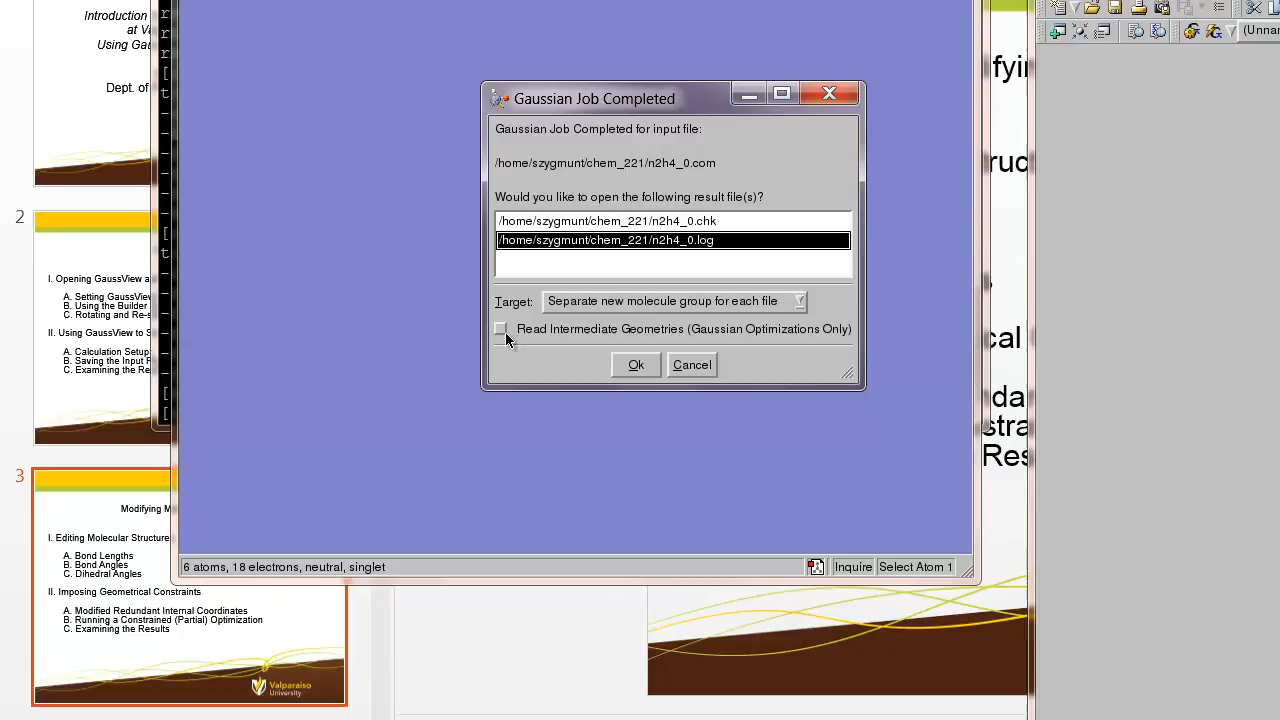 Introduction
at Va
Using Gau
Dept. of
2
I. Opening GaussView a
A. Setting GaussView
B. Using the Builder
C. Rotating and Re-s
II. Using GaussView to S
A. Calculation Setup
B. Saving the Input F
C. Examining the Re
3
Modifying M
I. Editing Molecular Structure
A. Bond Lengths
B. Bond Angles
C. Dihedral Angles
II. Imposing Geometrical Constraints
A. Modified Redundant Internal Coordinates
B. Running a Constrained (Partial) Optimization
C. Examining the Results
Valparaiso
University
Gaussian Job Completed
Gaussian Job Completed for input file:
/home/szygmunt/chem_221/n2h4_0.com
Would you like to open the following result file(s)?
/home/szygmunt/chem_221/n2h4_0.chk
/home/szygmunt/chem_221/n2h4_0.log
Target: Separate new molecule group for each file
Read Intermediate Geometries (Gaussian Optimizations Only)
Ok Cancel
6 atoms, 18 electrons, neutral, singlet
Inquire Select Atom 1
fyi
ruc
s
cal
da
stra
Res
(Unnar